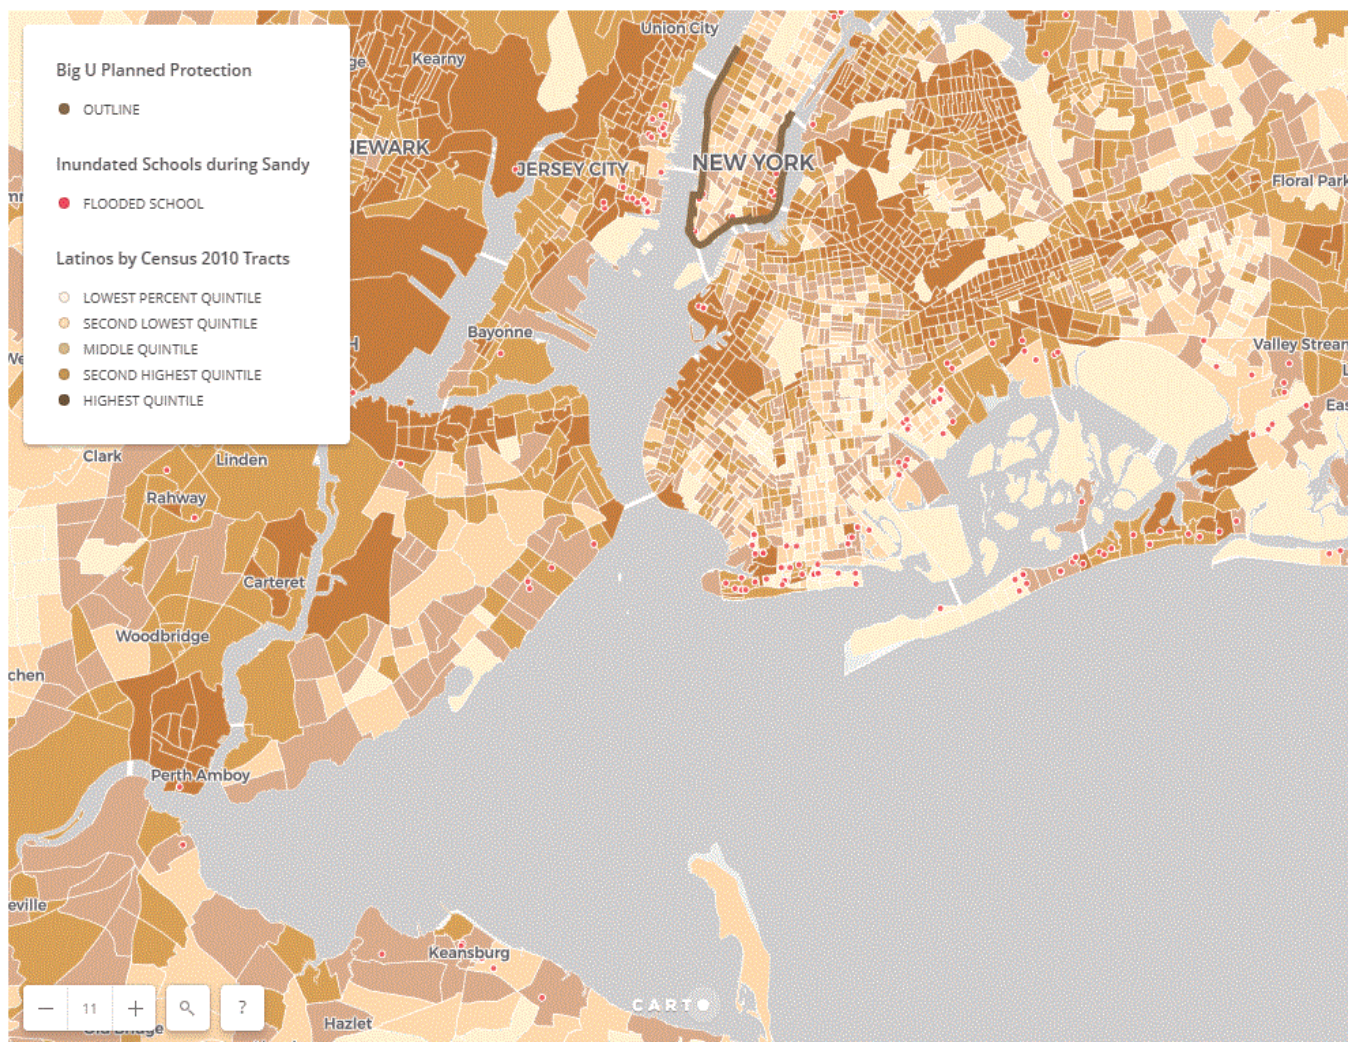 Union City
Big U Planned Protection
Kearny
OUTLINE
Inundated Schools during Sandy
NEW YORK
JERSEY CITY
Floral Park
FLOODED SCHOOL
Latinos by Census 2010 Tracts
LOWEST PERCENT QUINTILE
SECOND LOWEST QUINTILE
Bayonne
MIDDLE QUINTILE
Valley Stream
SECOND HIGHEST QUINTILE
HIGHEST QUINTILE
Clark
Linden
Rahway
Carteret
Woodbridge
Perth Amboy
Keansburg
CARTO
− 11 + ?
Hazlet